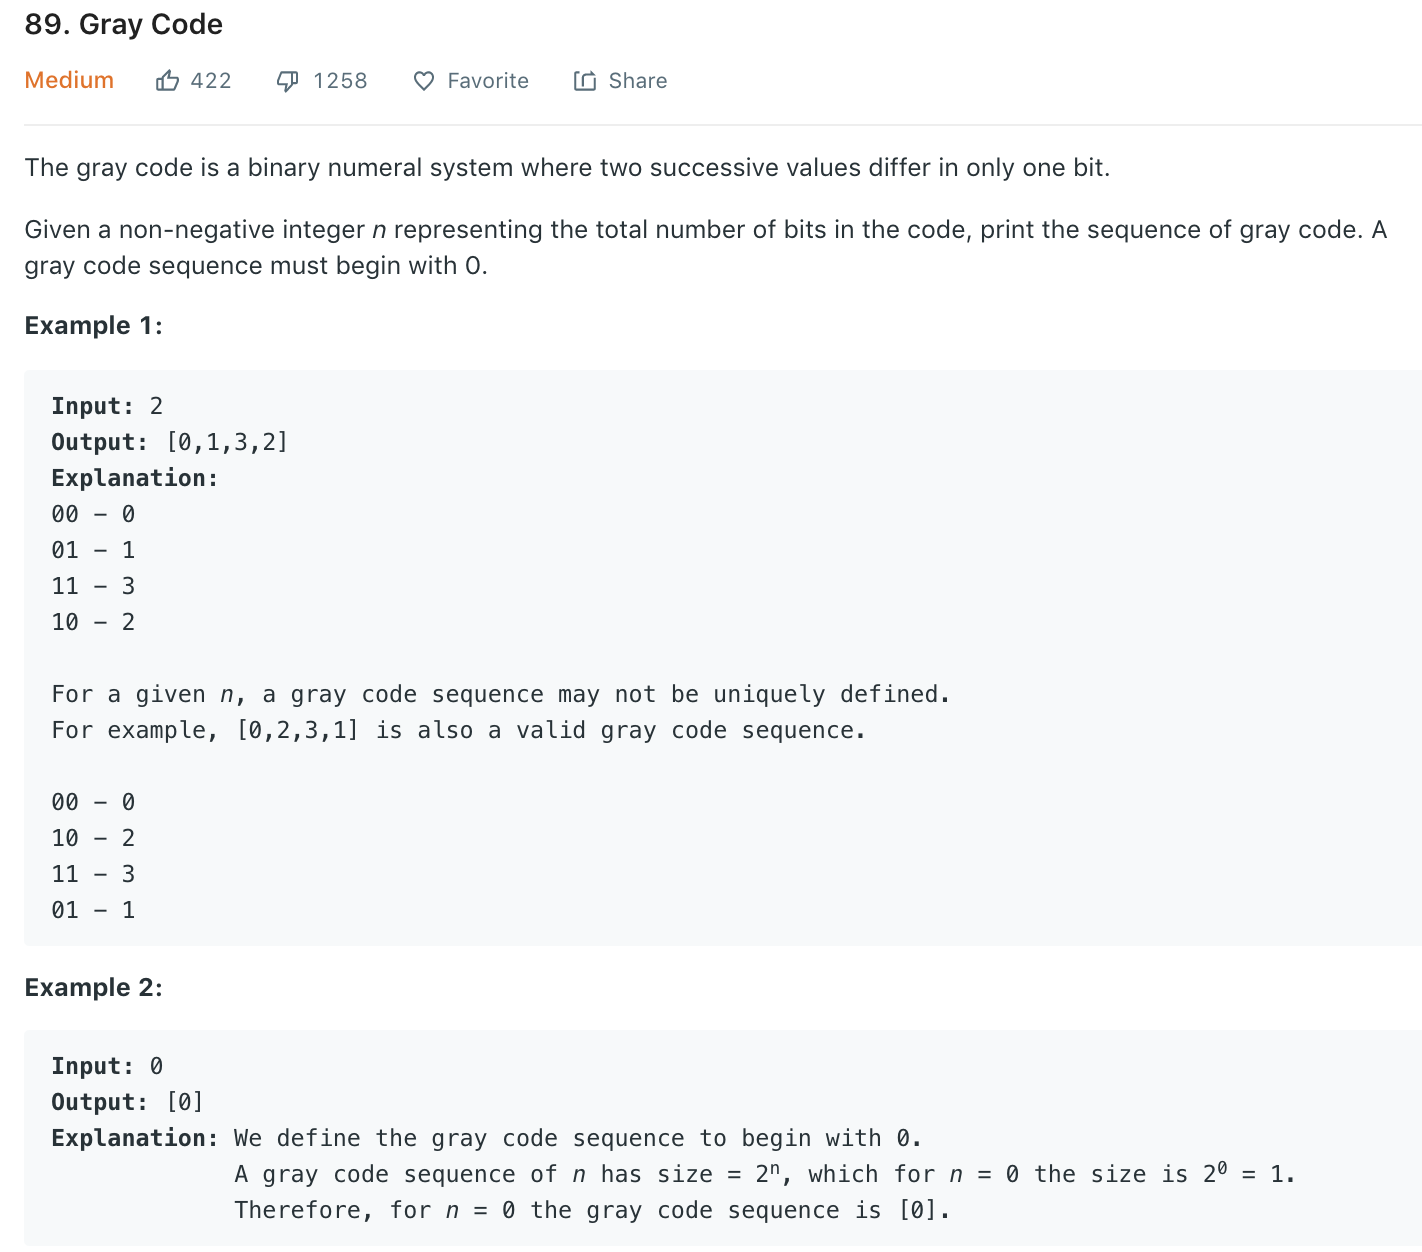 89. Gray Code
Medium 422 1258 Favorite Share
The gray code is a binary numeral system where two successive values differ in only one bit.
Given a non-negative integer n representing the total number of bits in the code, print the sequence of gray code. A
gray code sequence must begin with 0.
Example 1:
Input: 2
Output: [0,1,3,2]
Explanation:
00 - 0
01 - 1
11 - 3
10 - 2
For a given n, a gray code sequence may not be uniquely defined.
For example, [0,2,3,1] is also a valid gray code sequence.
00 - 0
10 - 2
11 - 3
01 - 1
Example 2:
Input: 0
Output: [0]
Explanation: We define the gray code sequence to begin with 0.
A gray code sequence of n has size = 2ⁿ, which for n = 0 the size is 2⁰ = 1.
Therefore, for n = 0 the gray code sequence is [0].